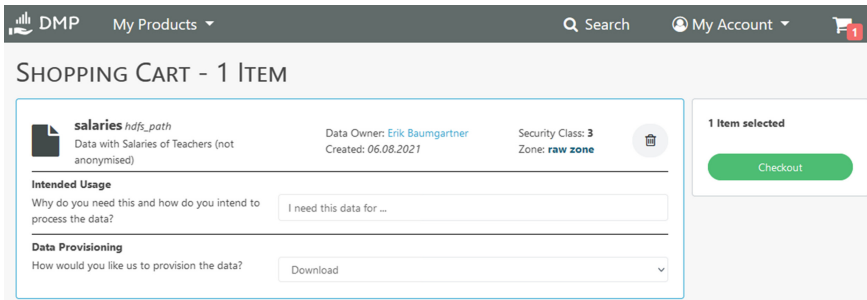 DMP My Products Search My Account 1
SHOPPING CART - 1 ITEM
salaries hdfs_path
Data with Salaries of Teachers (not
anonymised)
Data Owner: Erik Baumgartner
Created: 06.08.2021
Security Class: 3
Zone: raw zone
1 Item selected
Checkout
Intended Usage
Why do you need this and how do you intend to
process the data?
I need this data for ...
Data Provisioning
How would you like us to provision the data?
Download